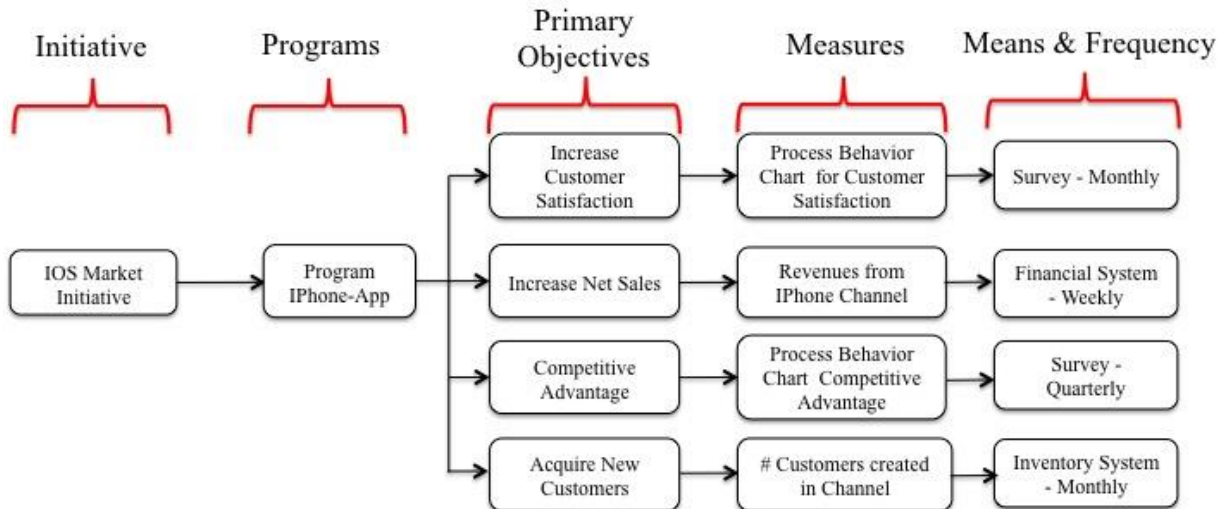 Initiative
Programs
Primary
Objectives
Measures
Means & Frequency
Increase
Customer
Satisfaction
Process Behavior
Chart for Customer
Satisfaction
Survey - Monthly
IOS Market
Initiative
Program
IPhone-App
Increase Net Sales
Revenues from
IPhone Channel
Financial System
- Weekly
Competitive
Advantage
Process Behavior
Chart Competitive
Advantage
Survey -
Quarterly
Acquire New
Customers
# Customers created
in Channel
Inventory System
- Monthly